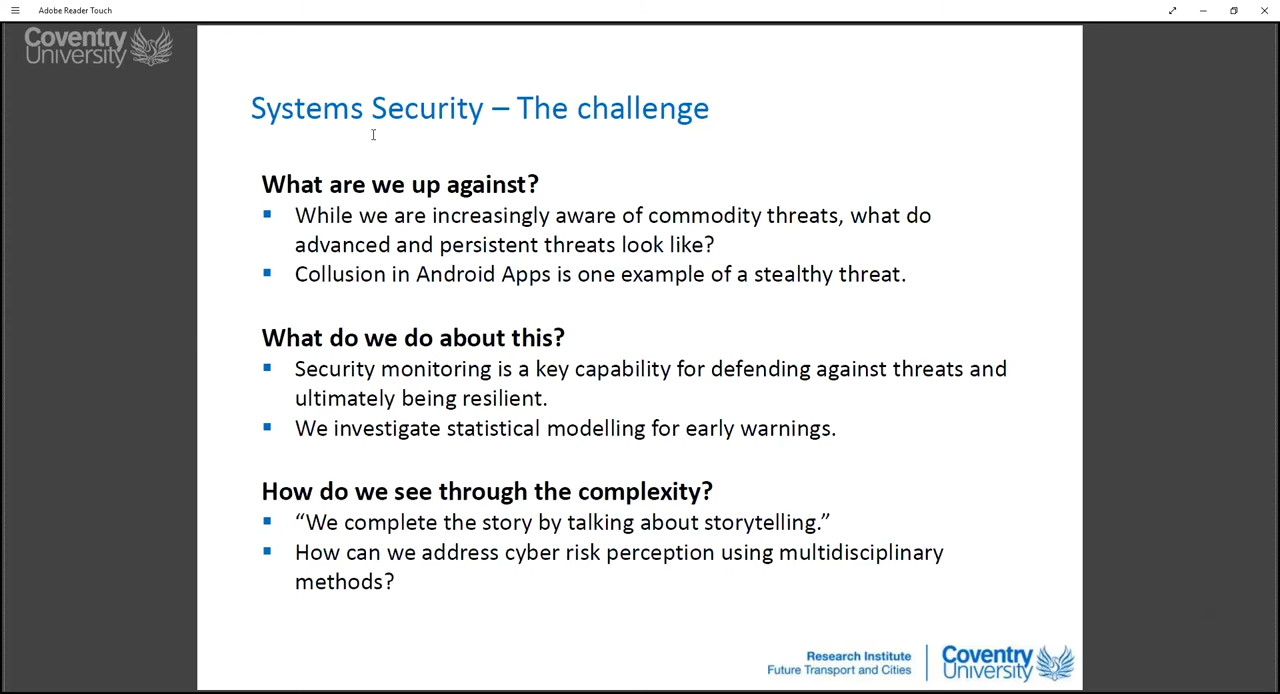 Adobe Reader Touch
Coventry
University
Systems Security – The challenge
What are we up against?
While we are increasingly aware of commodity threats, what do
advanced and persistent threats look like?
Collusion in Android Apps is one example of a stealthy threat.
What do we do about this?
Security monitoring is a key capability for defending against threats and
ultimately being resilient.
We investigate statistical modelling for early warnings.
How do we see through the complexity?
“We complete the story by talking about storytelling.”
How can we address cyber risk perception using multidisciplinary
methods?
Research Institute
Future Transport and Cities
Coventry
University